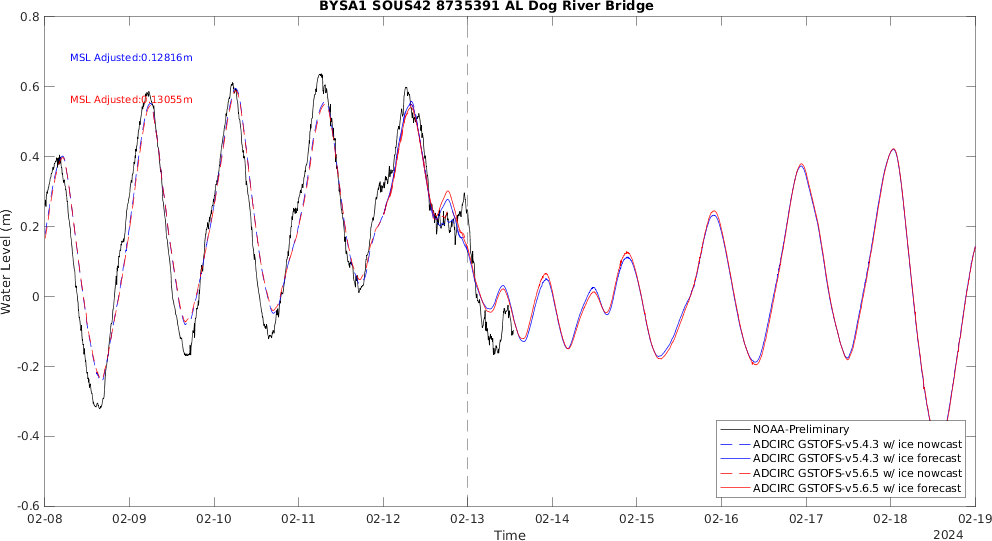 BYSA1 SOUS42 8735391 AL Dog River Bridge
MSL Adjusted:0.12816m
MSL Adjusted:0.13055m
Water Level (m)
0.8
0.6
0.4
0.2
0
-0.2
-0.4
-0.6
NOAA-Preliminary
ADCIRC GSTOFS-v5.4.3 w/ ice nowcast
ADCIRC GSTOFS-v5.4.3 w/ ice forecast
ADCIRC GSTOFS-v5.6.5 w/ ice nowcast
ADCIRC GSTOFS-v5.6.5 w/ ice forecast
02-08 02-09 02-10 02-11 02-12 02-13 02-14 02-15 02-16 02-17 02-18 02-19
Time
2024